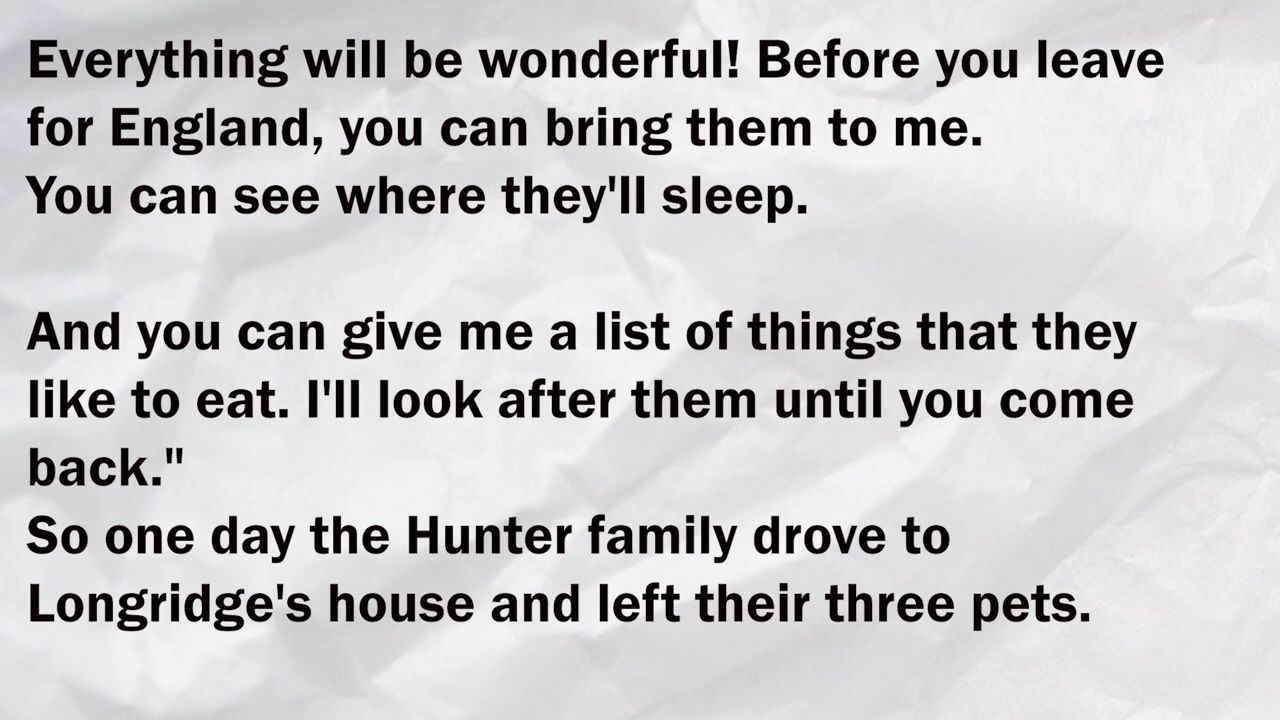 Everything will be wonderful! Before you leave
for England, you can bring them to me.
You can see where they'll sleep.
And you can give me a list of things that they
like to eat. I'll look after them until you come
back."
So one day the Hunter family drove to
Longridge's house and left their three pets.